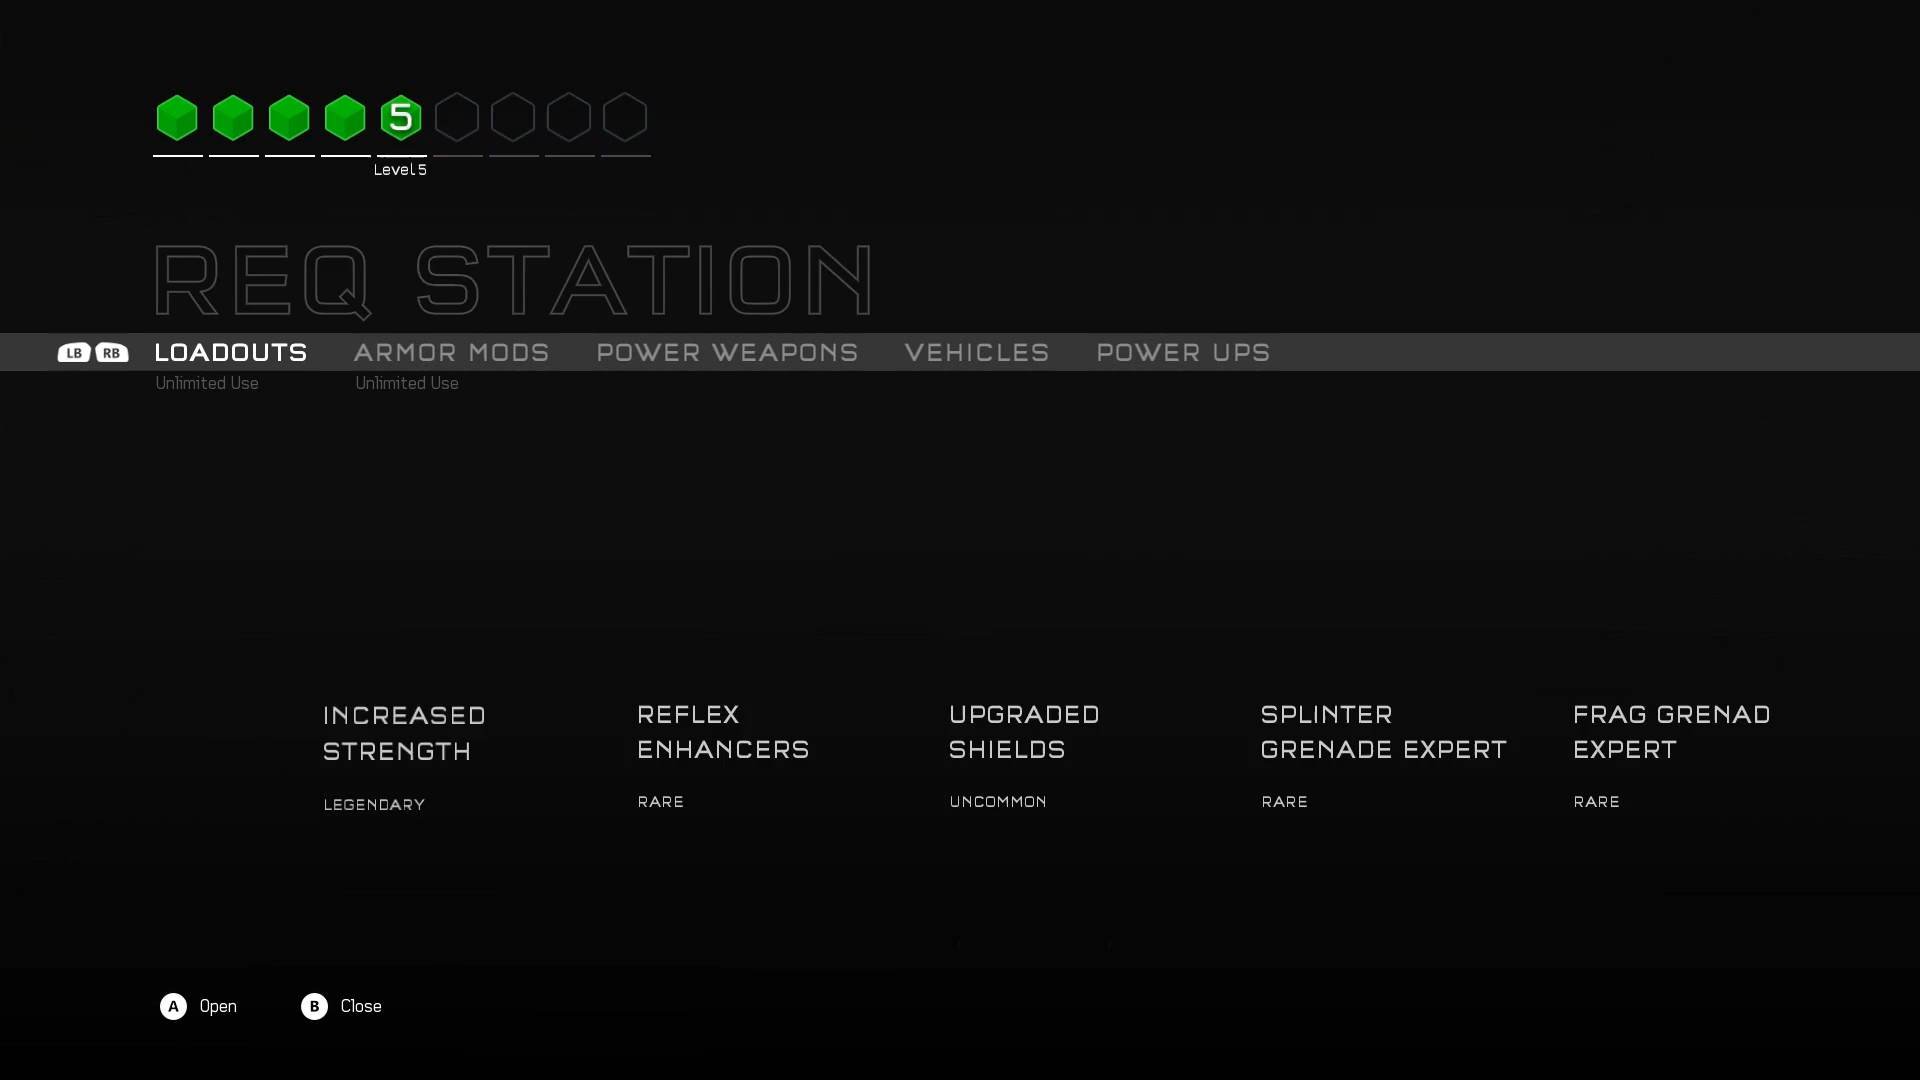 5
Level 5
REQ STATION
LB RB LOADOUTS ARMOR MODS POWER WEAPONS VEHICLES POWER UPS
Unlimited Use Unlimited Use
INCREASED STRENGTH
LEGENDARY
REFLEX ENHANCERS
RARE
UPGRADED SHIELDS
UNCOMMON
SPLINTER GRENADE EXPERT
RARE
FRAG GRENAD EXPERT
RARE
A Open B Close